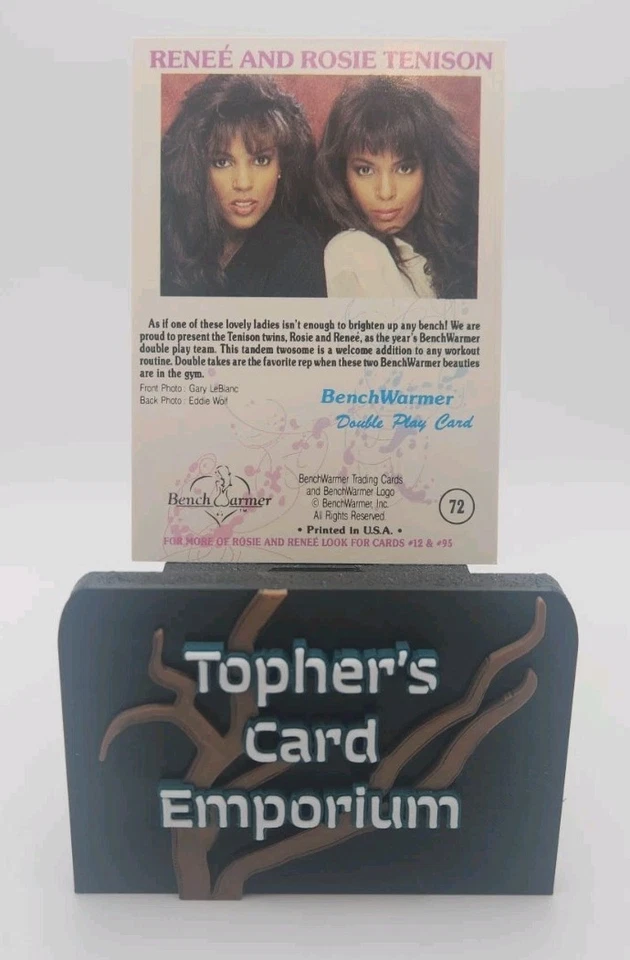 RENEÉ AND ROSIE TENISON
As if one of these lovely ladies isn't enough to brighten up any bench! We are
proud to present the Tenison twins, Rosie and Reneé, as the year's BenchWarmer
double play team. This tandem twosome is a welcome addition to any workout
routine. Double takes are the favorite rep when these two BenchWarmer beauties
are in the gym.
Front Photo : Gary LeBlanc
Back Photo : Eddie Wolf
BenchWarmer
Double Play Card
BenchWarmer
BenchWarmer Trading Cards
and BenchWarmer Logo
© BenchWarmer, Inc.
All Rights Reserved.
• Printed in U.S.A. •
72
FOR MORE OF ROSIE AND RENEÉ LOOK FOR CARDS #12 & #95
Topher's
Card
Emporium